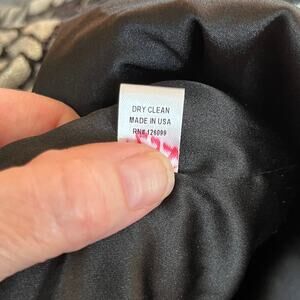 DRY CLEAN
MADE IN USA
RN# 126099